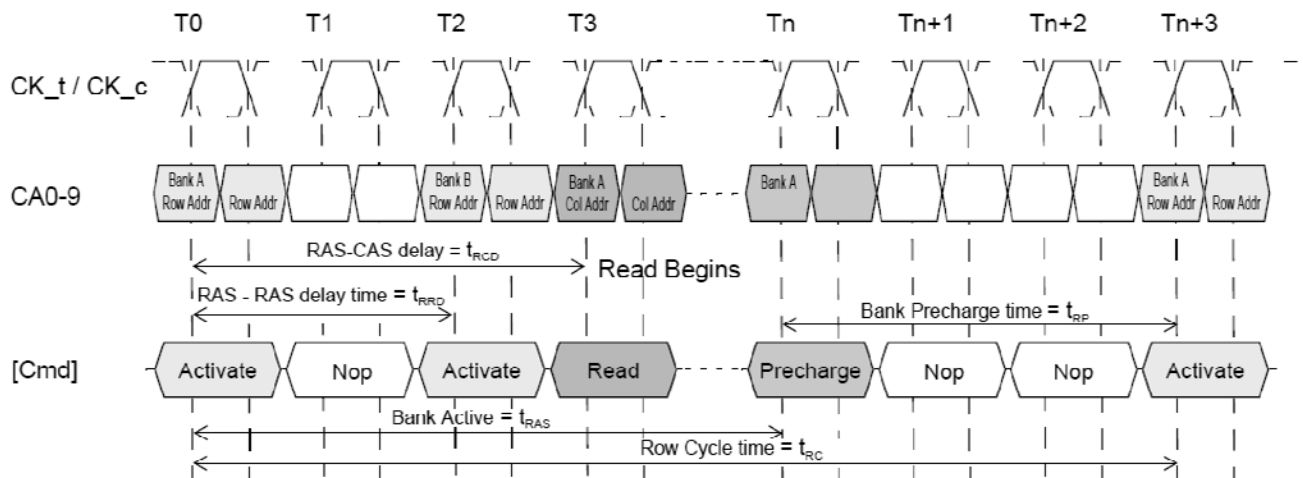 T0 T1 T2 T3 Tn Tn+1 Tn+2 Tn+3
CK_t / CK_c
CA0-9
Bank A
Row Addr
Row Addr
Bank B
Row Addr
Row Addr
Bank A
Col Addr
Col Addr
Bank A
Bank A
Row Addr
Row Addr
RAS-CAS delay = tRCD
Read Begins
RAS - RAS delay time = tRRD
Bank Precharge time = tRP
[Cmd] Activate Nop Activate Read Precharge Nop Nop Activate
Bank Active = tRAS
Row Cycle time = tRC